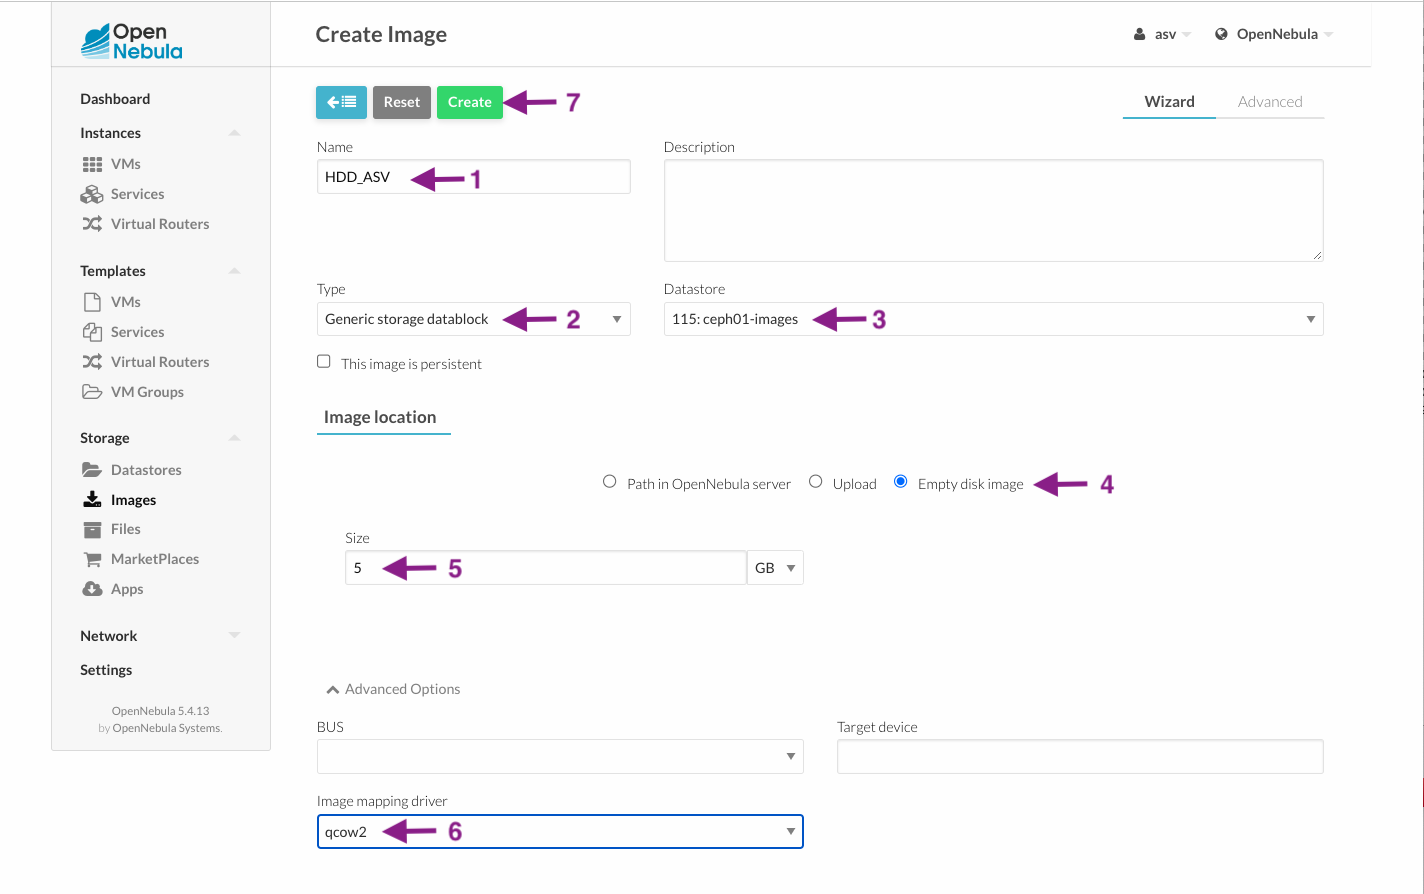 Open
Nebula
Create Image
asv
OpenNebula
Dashboard
Instances
VMs
Services
Virtual Routers
Templates
VMs
Services
Virtual Routers
VM Groups
Storage
Datastores
Images
Files
MarketPlaces
Apps
Network
Settings
OpenNebula 5.4.13
by OpenNebula Systems.
Reset Create 7
Wizard Advanced
Name Description
HDD_ASV 1
Type Datastore
Generic storage datablock 2 115: ceph01-images 3
This image is persistent
Image location
Path in OpenNebula server Upload Empty disk image 4
Size
5 5 GB
Advanced Options
BUS Target device
Image mapping driver
qcow2 6